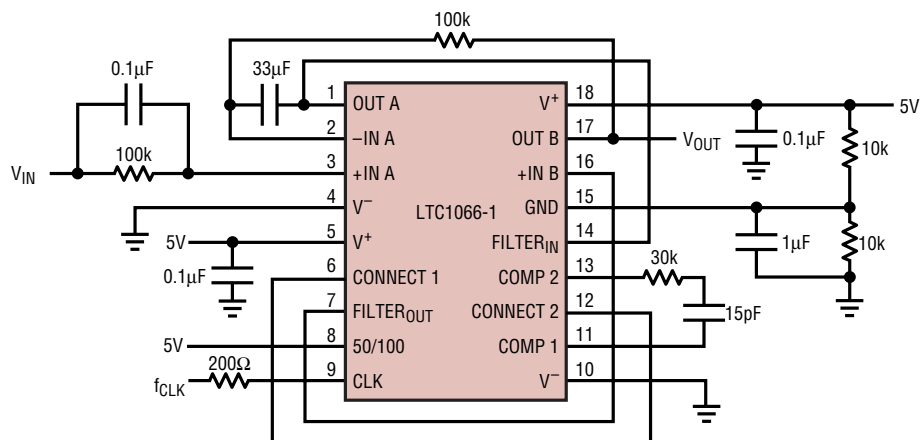 100k
0.1µF
33µF
1 OUT A
2 –IN A
3 +IN A
4 V–
5 V+
6 CONNECT 1
7 FILTEROUT
8 50/100
9 CLK
LTC1066-1
V+ 18
OUT B 17
+IN B 16
GND 15
FILTERIN 14
COMP 2 13
CONNECT 2 12
COMP 1 11
V– 10
VIN
100k
5V
0.1µF
5V
fCLK
200Ω
5V
VOUT
0.1µF
10k
1µF
10k
30k
15pF